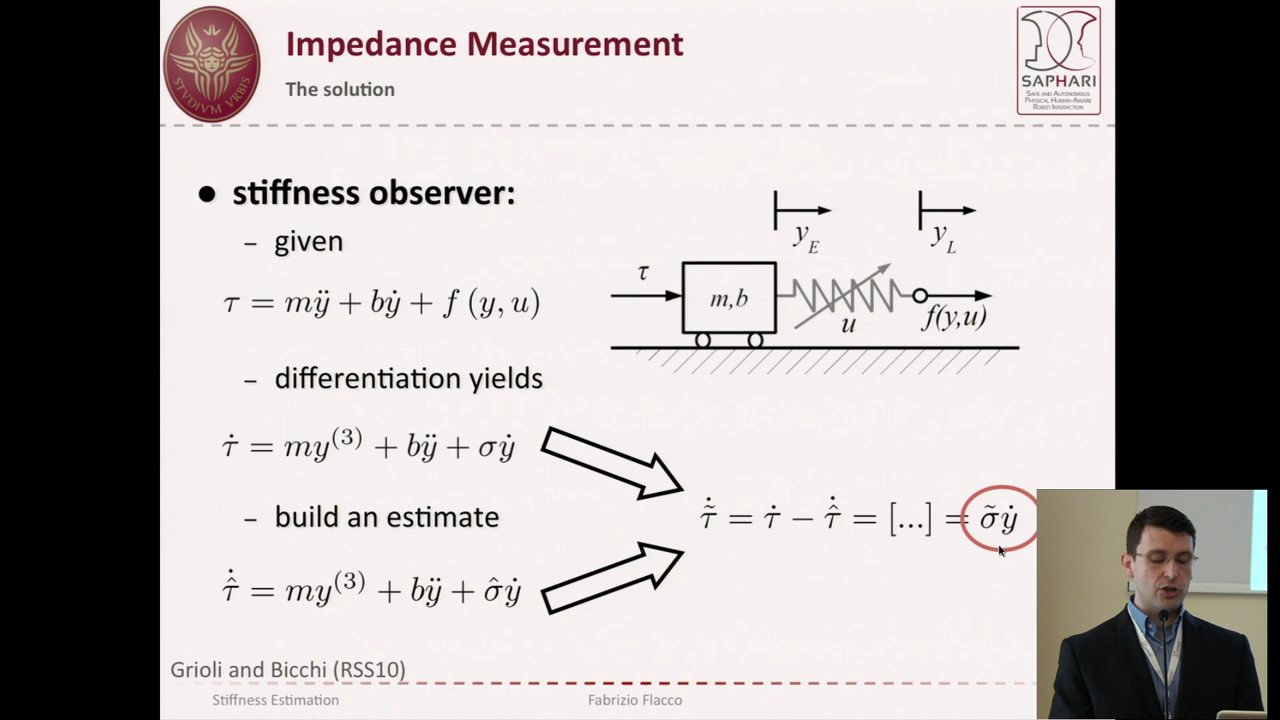 Impedance Measurement
The solution
STVDIVM VRBIS
SAPHARI
SAFE AND AUTONOMOUS
PHYSICAL HUMAN-AWARE
ROBOT INTERACTION
● stiffness observer:
– given
τ = mÿ + bẏ + f (y, u)
– differentiation yields
τ̇ = my⁽³⁾ + bÿ + σẏ
– build an estimate
τ̂̇ = my⁽³⁾ + bÿ + σ̂ẏ
y_E
y_L
τ
m,b
u
f(y,u)
τ̃̇ = τ̇ − τ̂̇ = [...] = σ̃ẏ
Grioli and Bicchi (RSS10)
Stiffness Estimation
Fabrizio Flacco